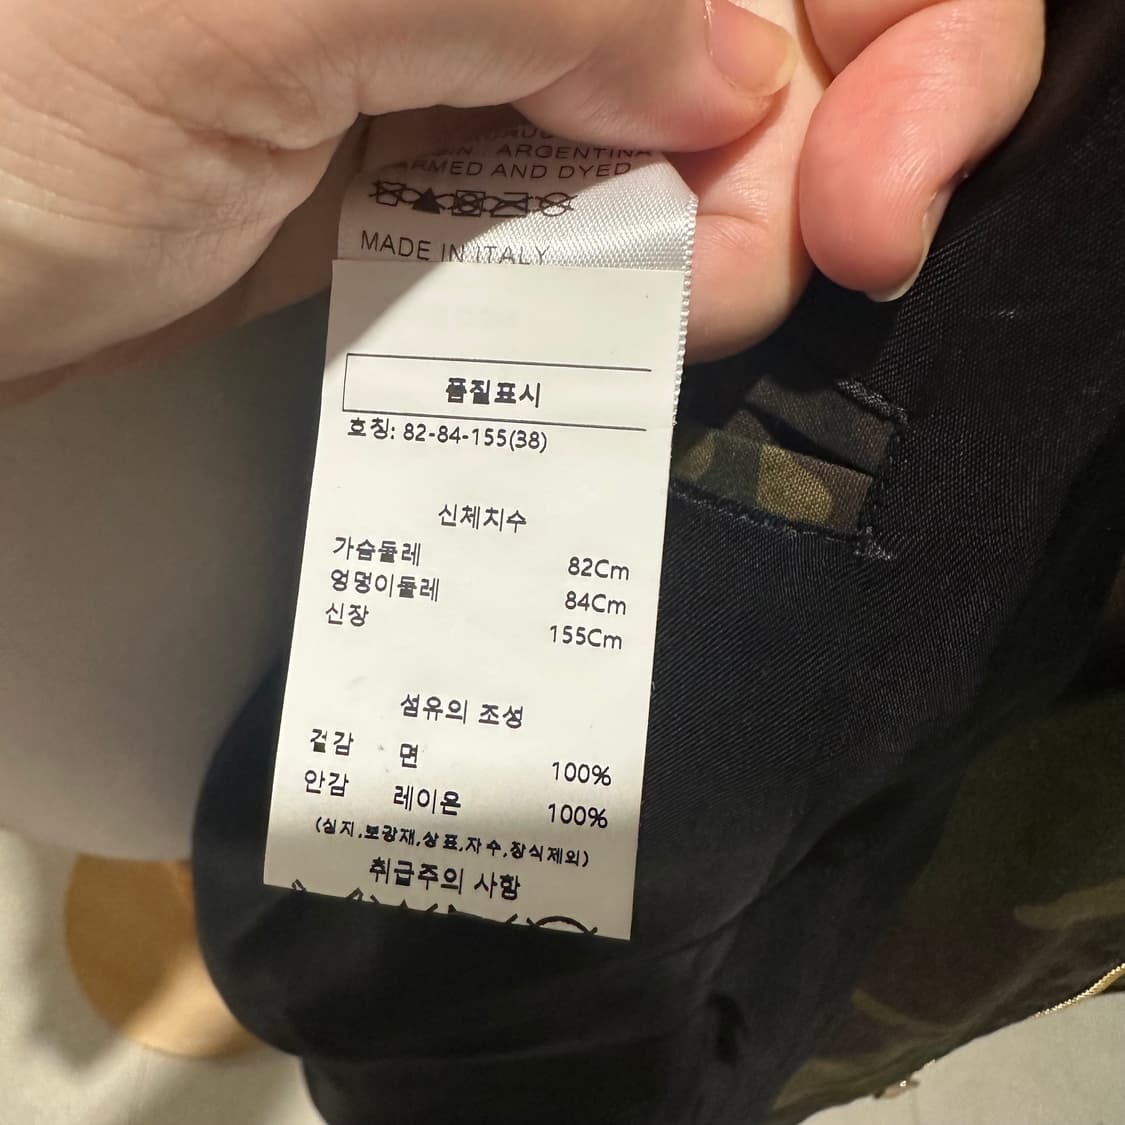 ARGENTINA
ARMED AND DYED
MADE IN ITALY
품질표시
호칭: 82-84-155(38)
신체치수
가슴둘레 82Cm
엉덩이둘레 84Cm
신장 155Cm
섬유의 조성
겉감 면 100%
안감 레이온 100%
(심지,보강재,상표,자수,장식제외)
취급주의 사항